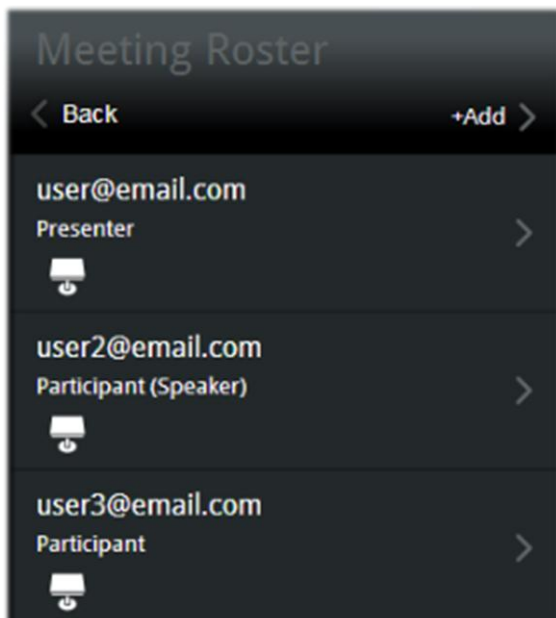 Meeting Roster
Back +Add
user@email.com
Presenter
user2@email.com
Participant (Speaker)
user3@email.com
Participant